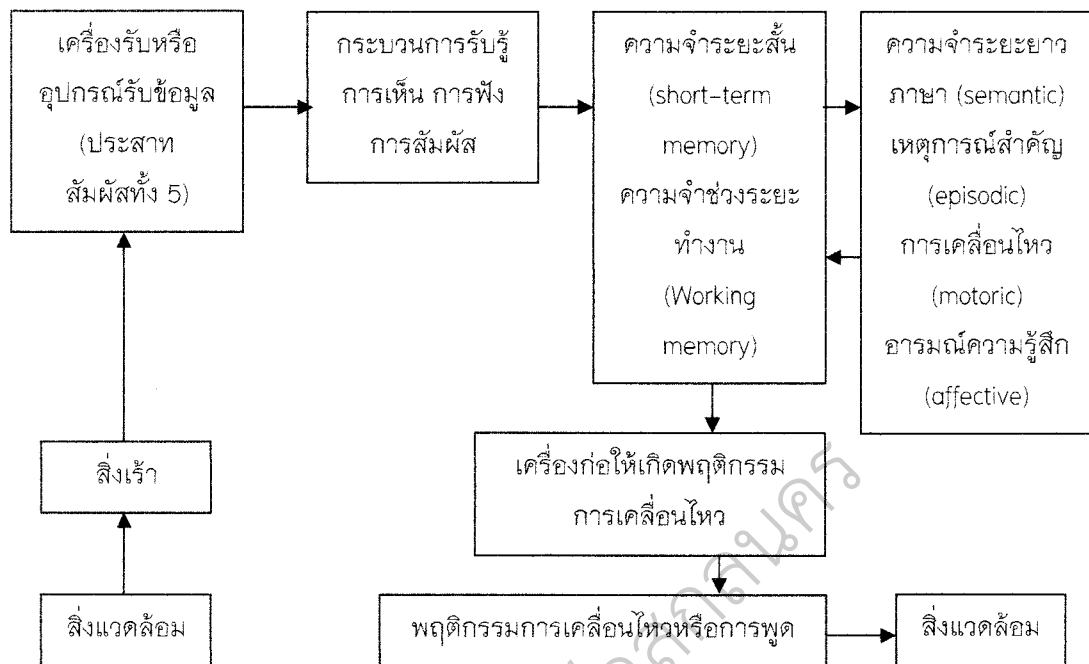 เครื่องรับหรือ
อุปกรณ์รับข้อมูล
(ประสาท
สัมผัสทั้ง 5)
กระบวนการรับรู้
การเห็น การฟัง
การสัมผัส
ความจำระยะสั้น
(short-term
memory)
ความจำช่วงระยะ
ทำงาน
(Working
memory)
ความจำระยะยาว
ภาษา (semantic)
เหตุการณ์สำคัญ
(episodic)
การเคลื่อนไหว
(motoric)
อารมณ์ความรู้สึก
(affective)
สิ่งเร้า
เครื่องก่อให้เกิดพฤติกรรม
การเคลื่อนไหว
สิ่งแวดล้อม
พฤติกรรมการเคลื่อนไหวหรือการพูด
สิ่งแวดล้อม